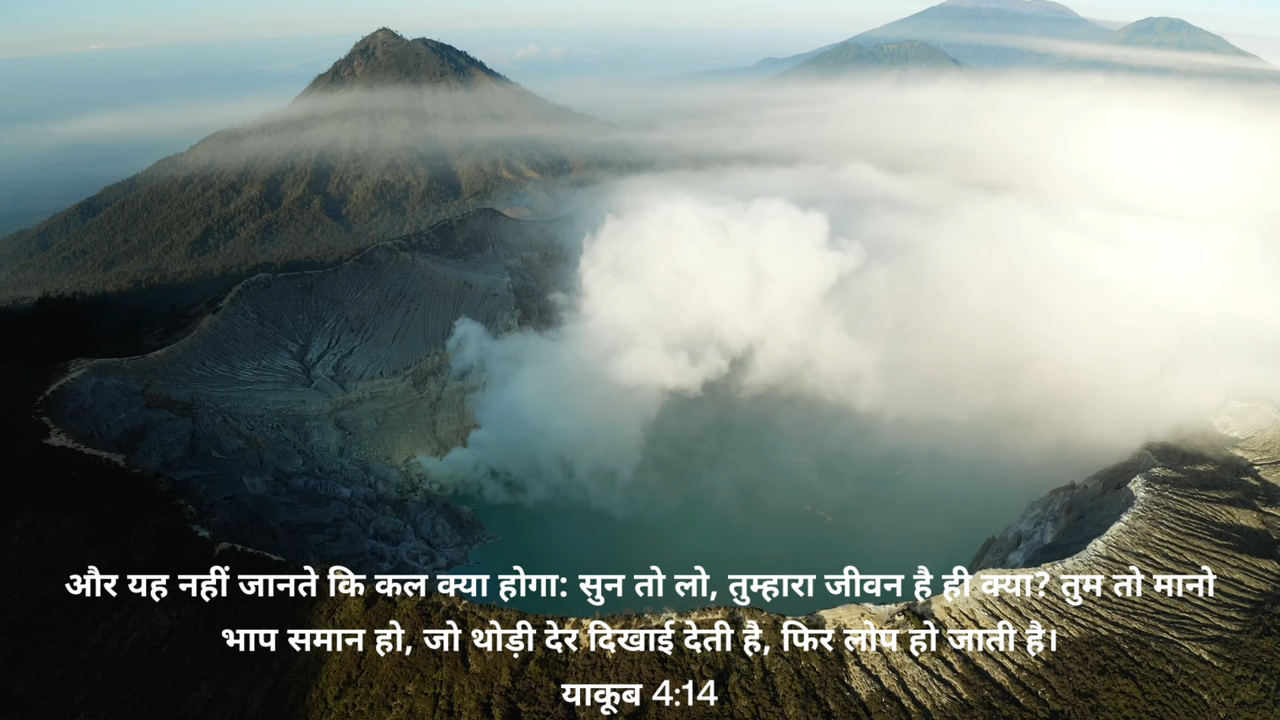 और यह नहीं जानते कि कल क्या होगा: सुन तो लो, तुम्हारा जीवन है ही क्या? तुम तो मानो
भाप समान हो, जो थोड़ी देर दिखाई देती है, फिर लोप हो जाती है।
याकूब 4:14